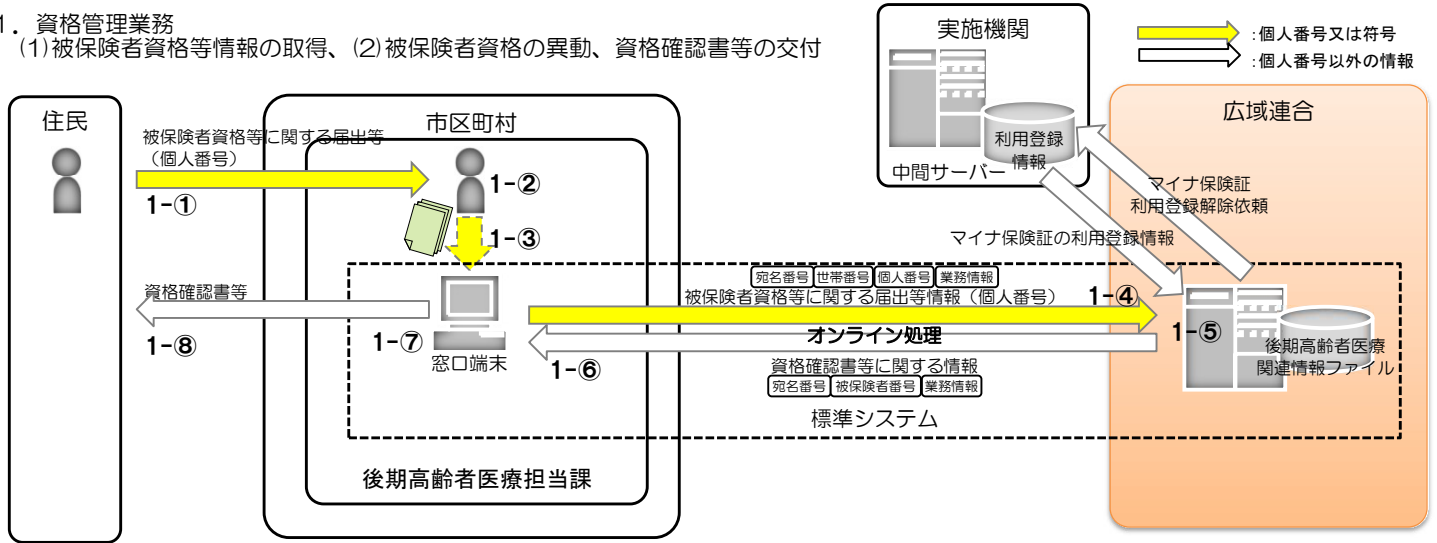 1．資格管理業務
(1)被保険者資格等情報の取得、(2)被保険者資格の異動、資格確認書等の交付
実施機関
:個人番号又は符号
:個人番号以外の情報
住民
市区町村
広域連合
被保険者資格等に関する届出等
（個人番号）
利用登録
情報
中間サーバー
1-①
1-②
マイナ保険証
利用登録解除依頼
1-③
マイナ保険証の利用登録情報
宛名番号 世帯番号 個人番号 業務情報
資格確認書等
被保険者資格等に関する届出等情報（個人番号）
1-④
オンライン処理
1-⑤
1-⑧
1-⑦
窓口端末
1-⑥
資格確認書等に関する情報
宛名番号 被保険者番号 業務情報
後期高齢者医療
関連情報ファイル
標準システム
後期高齢者医療担当課